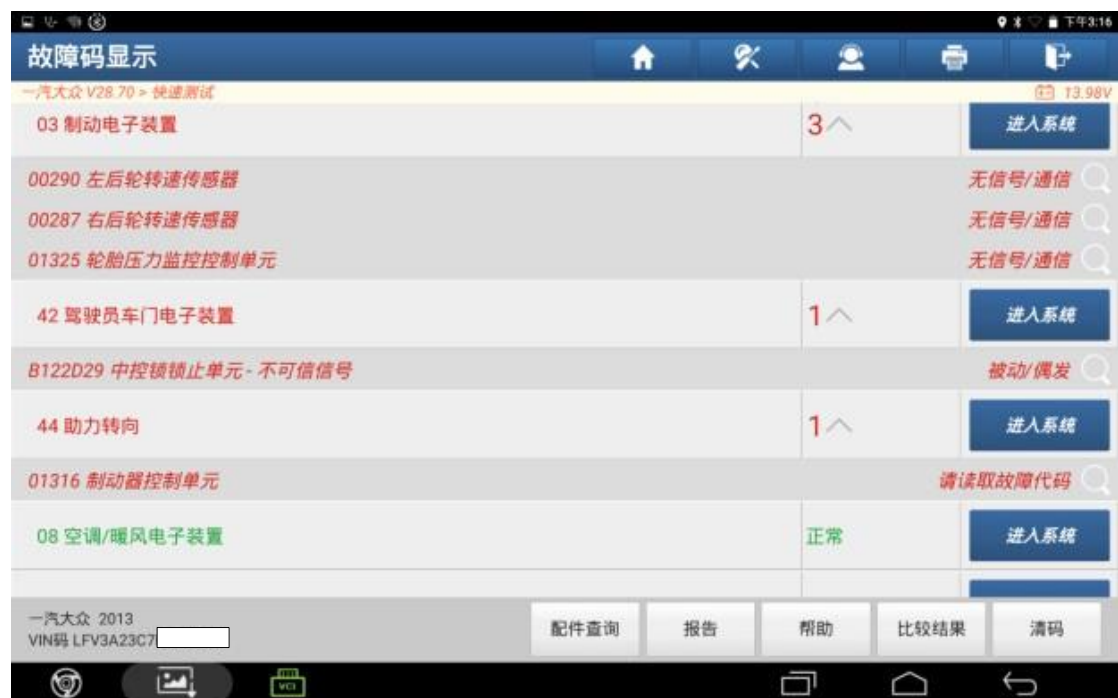 下午3:16
故障码显示
一汽大众 V28.70 > 快速测试 13.98V
03 制动电子装置 3 进入系统
00290 左后轮转速传感器 无信号/通信
00287 右后轮转速传感器 无信号/通信
01325 轮胎压力监控控制单元 无信号/通信
42 驾驶员车门电子装置 1 进入系统
B122D29 中控锁锁止单元 - 不可信信号 被动/偶发
44 助力转向 1 进入系统
01316 制动器控制单元 请读取故障代码
08 空调/暖风电子装置 正常 进入系统
一汽大众 2013
VIN码 LFV3A23C7
配件查询 报告 帮助 比较结果 清码
VCI